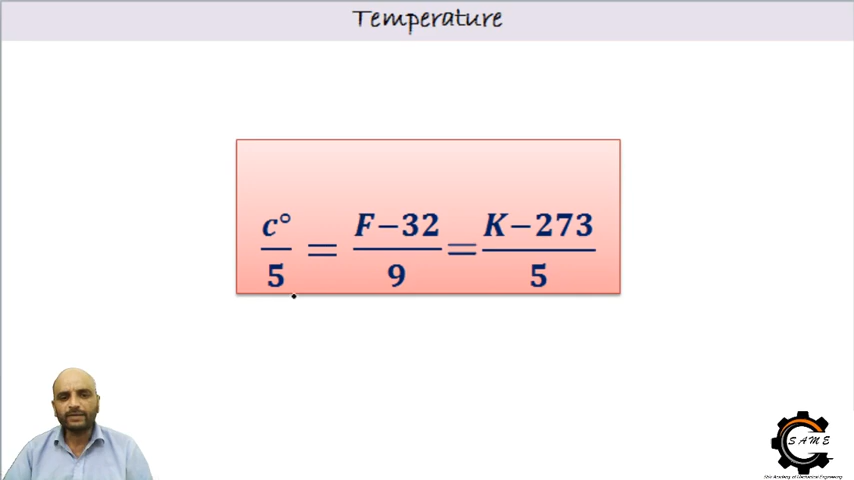 Temperature
c°/5 = F−32/9 = K−273/5
SAME